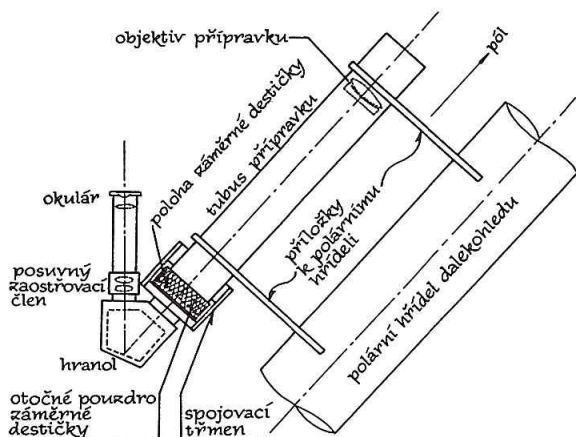 objektiv přípravku
pól
poloha záměrné destičky
tubus přípravku
okulár
příložky
k polárnímu
hřídeli
posuvný
zaostřovací
člen
polární hřídel dalekohledu
hranol
otočné pouzdro
záměrné
destičky
spojovací
třmen